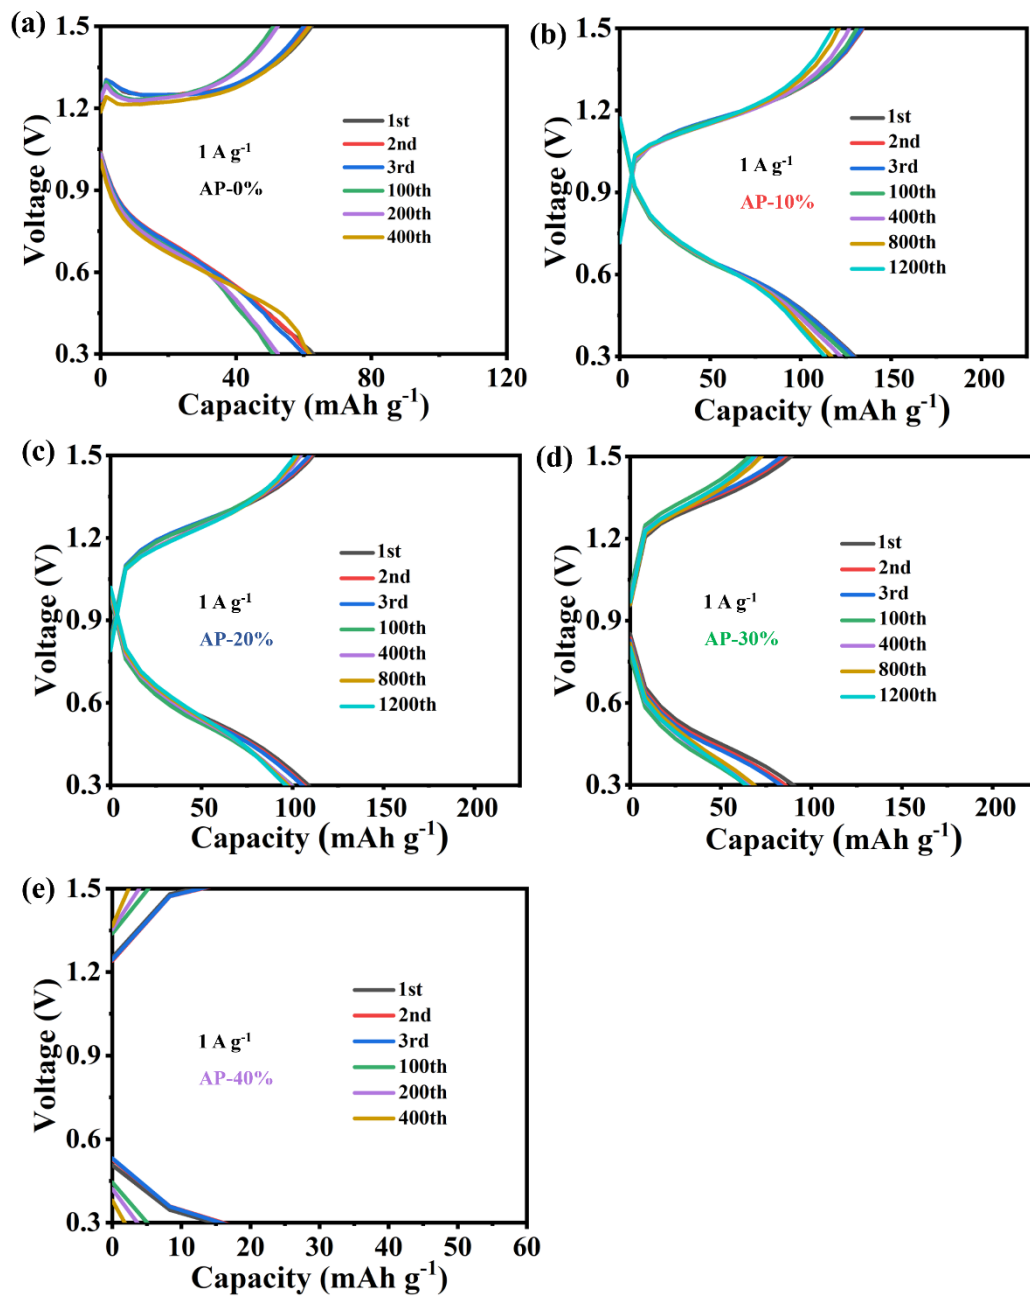 (a)
1.5
1.2
0.9
0.6
0.3
Voltage (V)
1 A g⁻¹
AP-0%
1st
2nd
3rd
100th
200th
400th
0 40 80 120
Capacity (mAh g⁻¹)
(b)
1.5
1.2
0.9
0.6
0.3
Voltage (V)
1 A g⁻¹
AP-10%
1st
2nd
3rd
100th
400th
800th
1200th
0 50 100 150 200
Capacity (mAh g⁻¹)
(c)
1.5
1.2
0.9
0.6
0.3
Voltage (V)
1 A g⁻¹
AP-20%
1st
2nd
3rd
100th
400th
800th
1200th
0 50 100 150 200
Capacity (mAh g⁻¹)
(d)
1.5
1.2
0.9
0.6
0.3
Voltage (V)
1 A g⁻¹
AP-30%
1st
2nd
3rd
100th
400th
800th
1200th
0 50 100 150 200
Capacity (mAh g⁻¹)
(e)
1.5
1.2
0.9
0.6
0.3
Voltage (V)
1 A g⁻¹
AP-40%
1st
2nd
3rd
100th
200th
400th
0 10 20 30 40 50 60
Capacity (mAh g⁻¹)